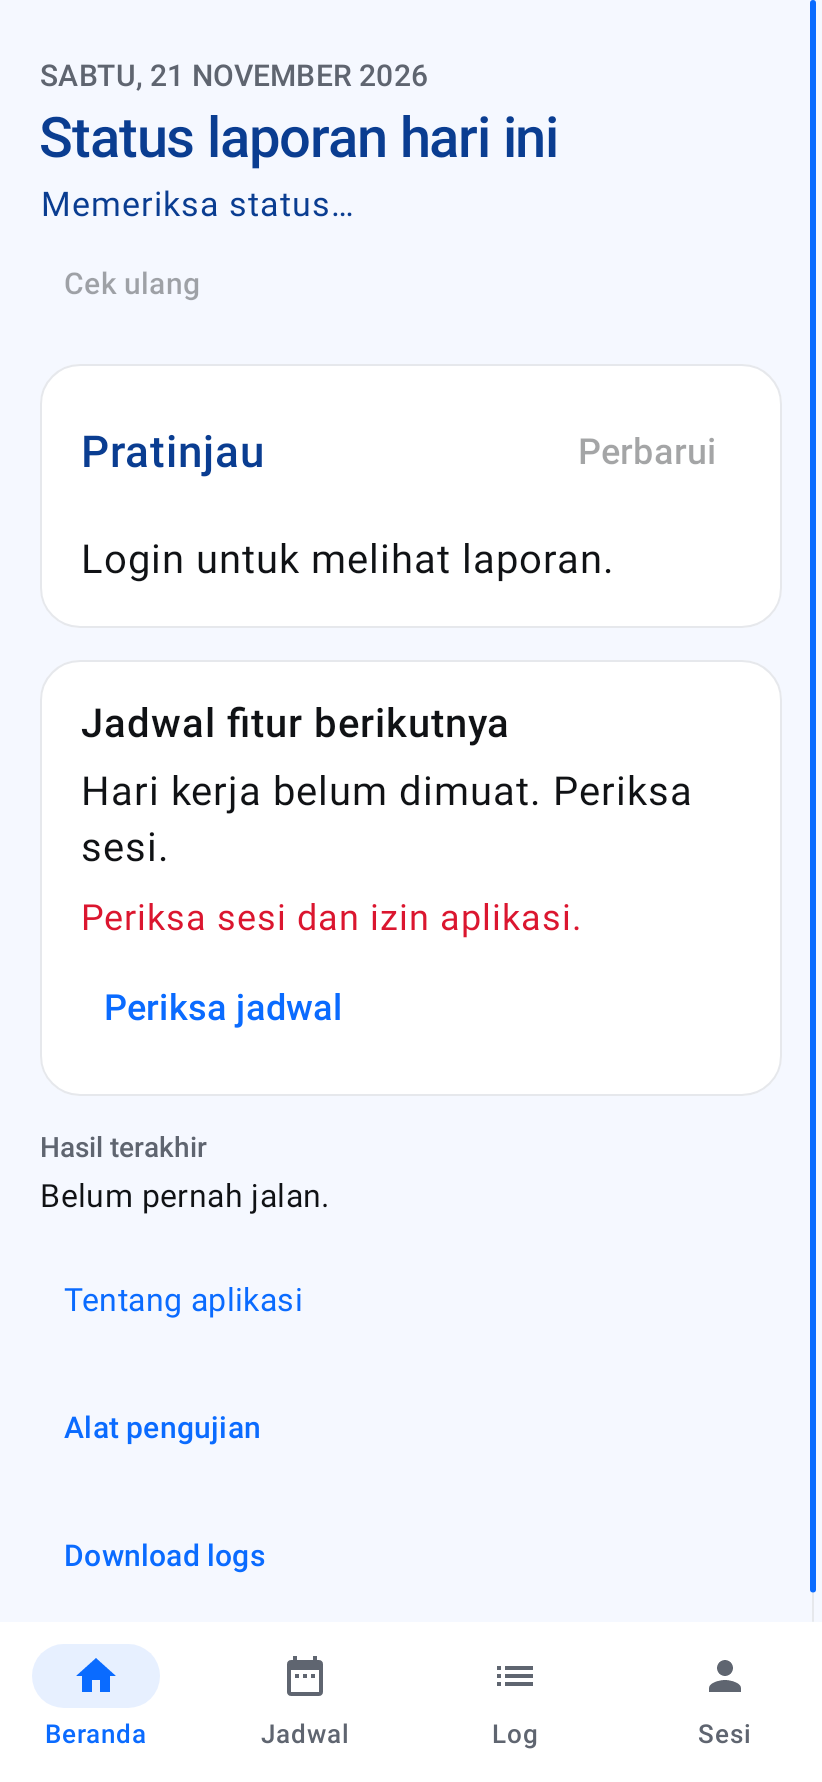 SABTU, 21 NOVEMBER 2026
Status laporan hari ini
Memeriksa status…
Cek ulang
Pratinjau
Perbarui
Login untuk melihat laporan.
Jadwal fitur berikutnya
Hari kerja belum dimuat. Periksa
sesi.
Periksa sesi dan izin aplikasi.
Periksa jadwal
Hasil terakhir
Belum pernah jalan.
Tentang aplikasi
Alat pengujian
Download logs
Beranda
Jadwal
Log
Sesi